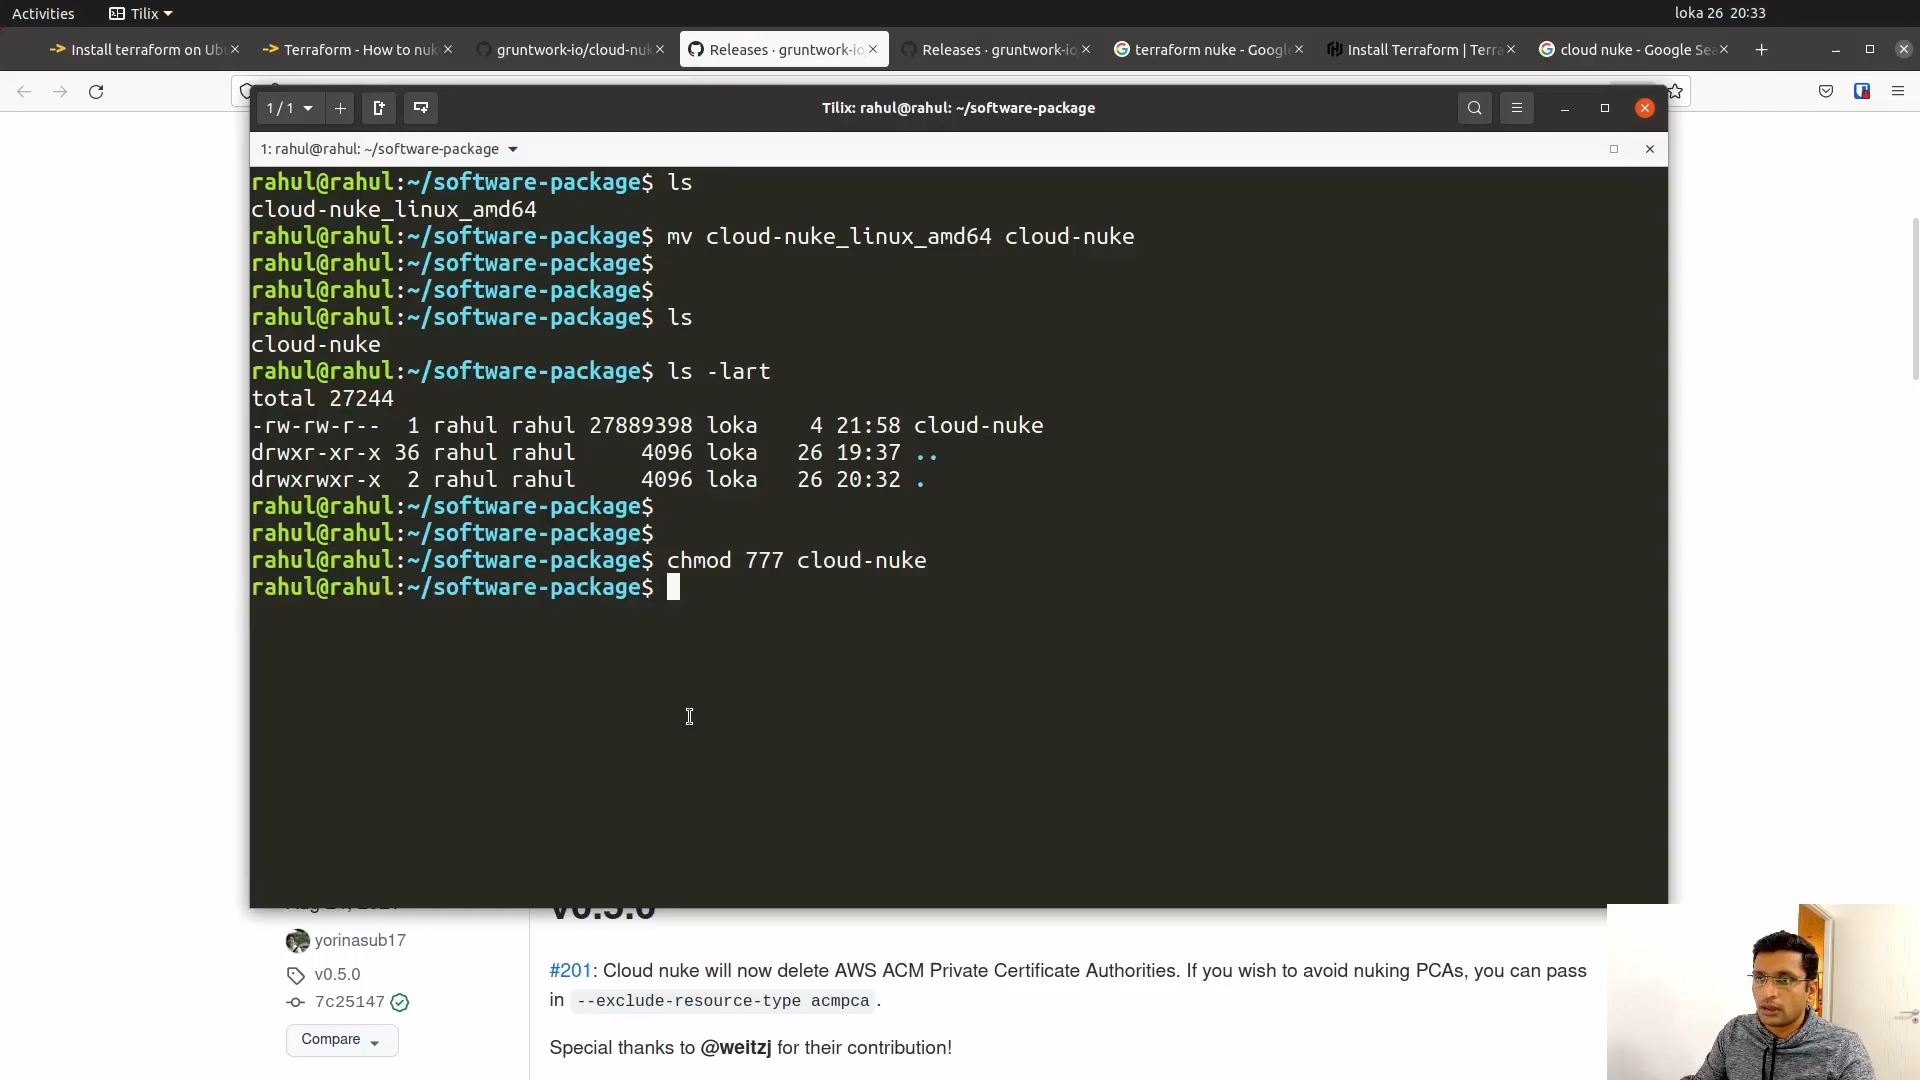 Activities
Tilix
loka 26 20:33
Install terraform on Ub
Terraform - How to nuk
gruntwork-io/cloud-nuk
Releases · gruntwork-io
Releases · gruntwork-io
terraform nuke - Googl
Install Terraform | Terra
cloud nuke - Google Sea
1 / 1
Tilix: rahul@rahul: ~/software-package
1: rahul@rahul: ~/software-package
rahul@rahul:~/software-package$ ls
cloud-nuke_linux_amd64
rahul@rahul:~/software-package$ mv cloud-nuke_linux_amd64 cloud-nuke
rahul@rahul:~/software-package$
rahul@rahul:~/software-package$
rahul@rahul:~/software-package$ ls
cloud-nuke
rahul@rahul:~/software-package$ ls -lart
total 27244
-rw-rw-r-- 1 rahul rahul 27889398 loka 4 21:58 cloud-nuke
drwxr-xr-x 36 rahul rahul 4096 loka 26 19:37 ..
drwxrwxr-x 2 rahul rahul 4096 loka 26 20:32 .
rahul@rahul:~/software-package$
rahul@rahul:~/software-package$
rahul@rahul:~/software-package$ chmod 777 cloud-nuke
rahul@rahul:~/software-package$
v0.5.0
yorinasub17
v0.5.0
7c25147
Compare
#201: Cloud nuke will now delete AWS ACM Private Certificate Authorities. If you wish to avoid nuking PCAs, you can pass
in --exclude-resource-type acmpca .
Special thanks to @weitzj for their contribution!